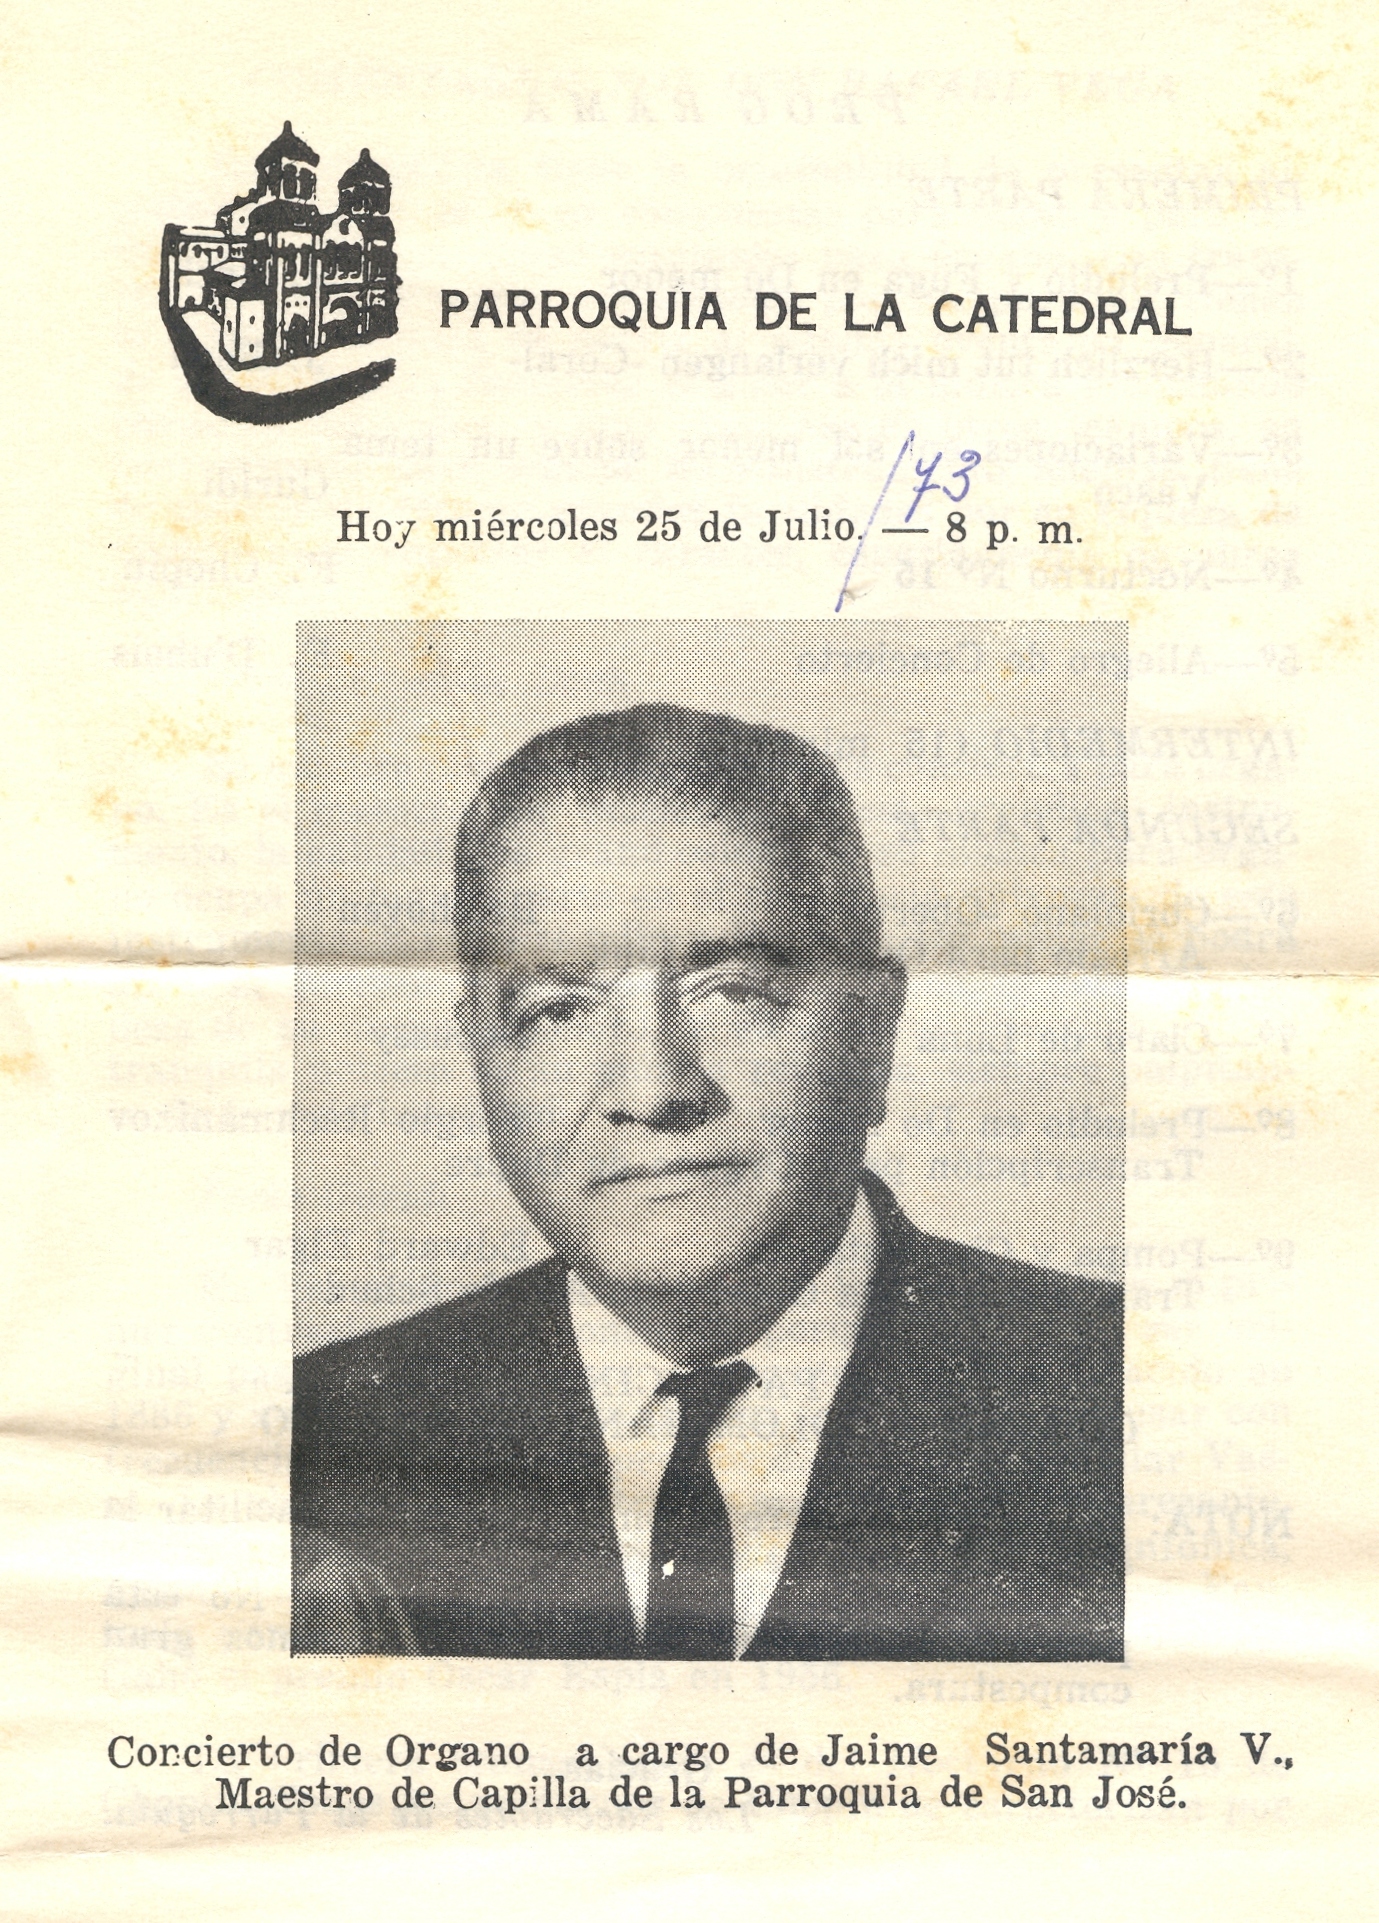 PARROQUIA DE LA CATEDRAL
Hoy miércoles 25 de Julio. /73 — 8 p. m.
Concierto de Organo a cargo de Jaime Santamaría V.,
Maestro de Capilla de la Parroquia de San José.